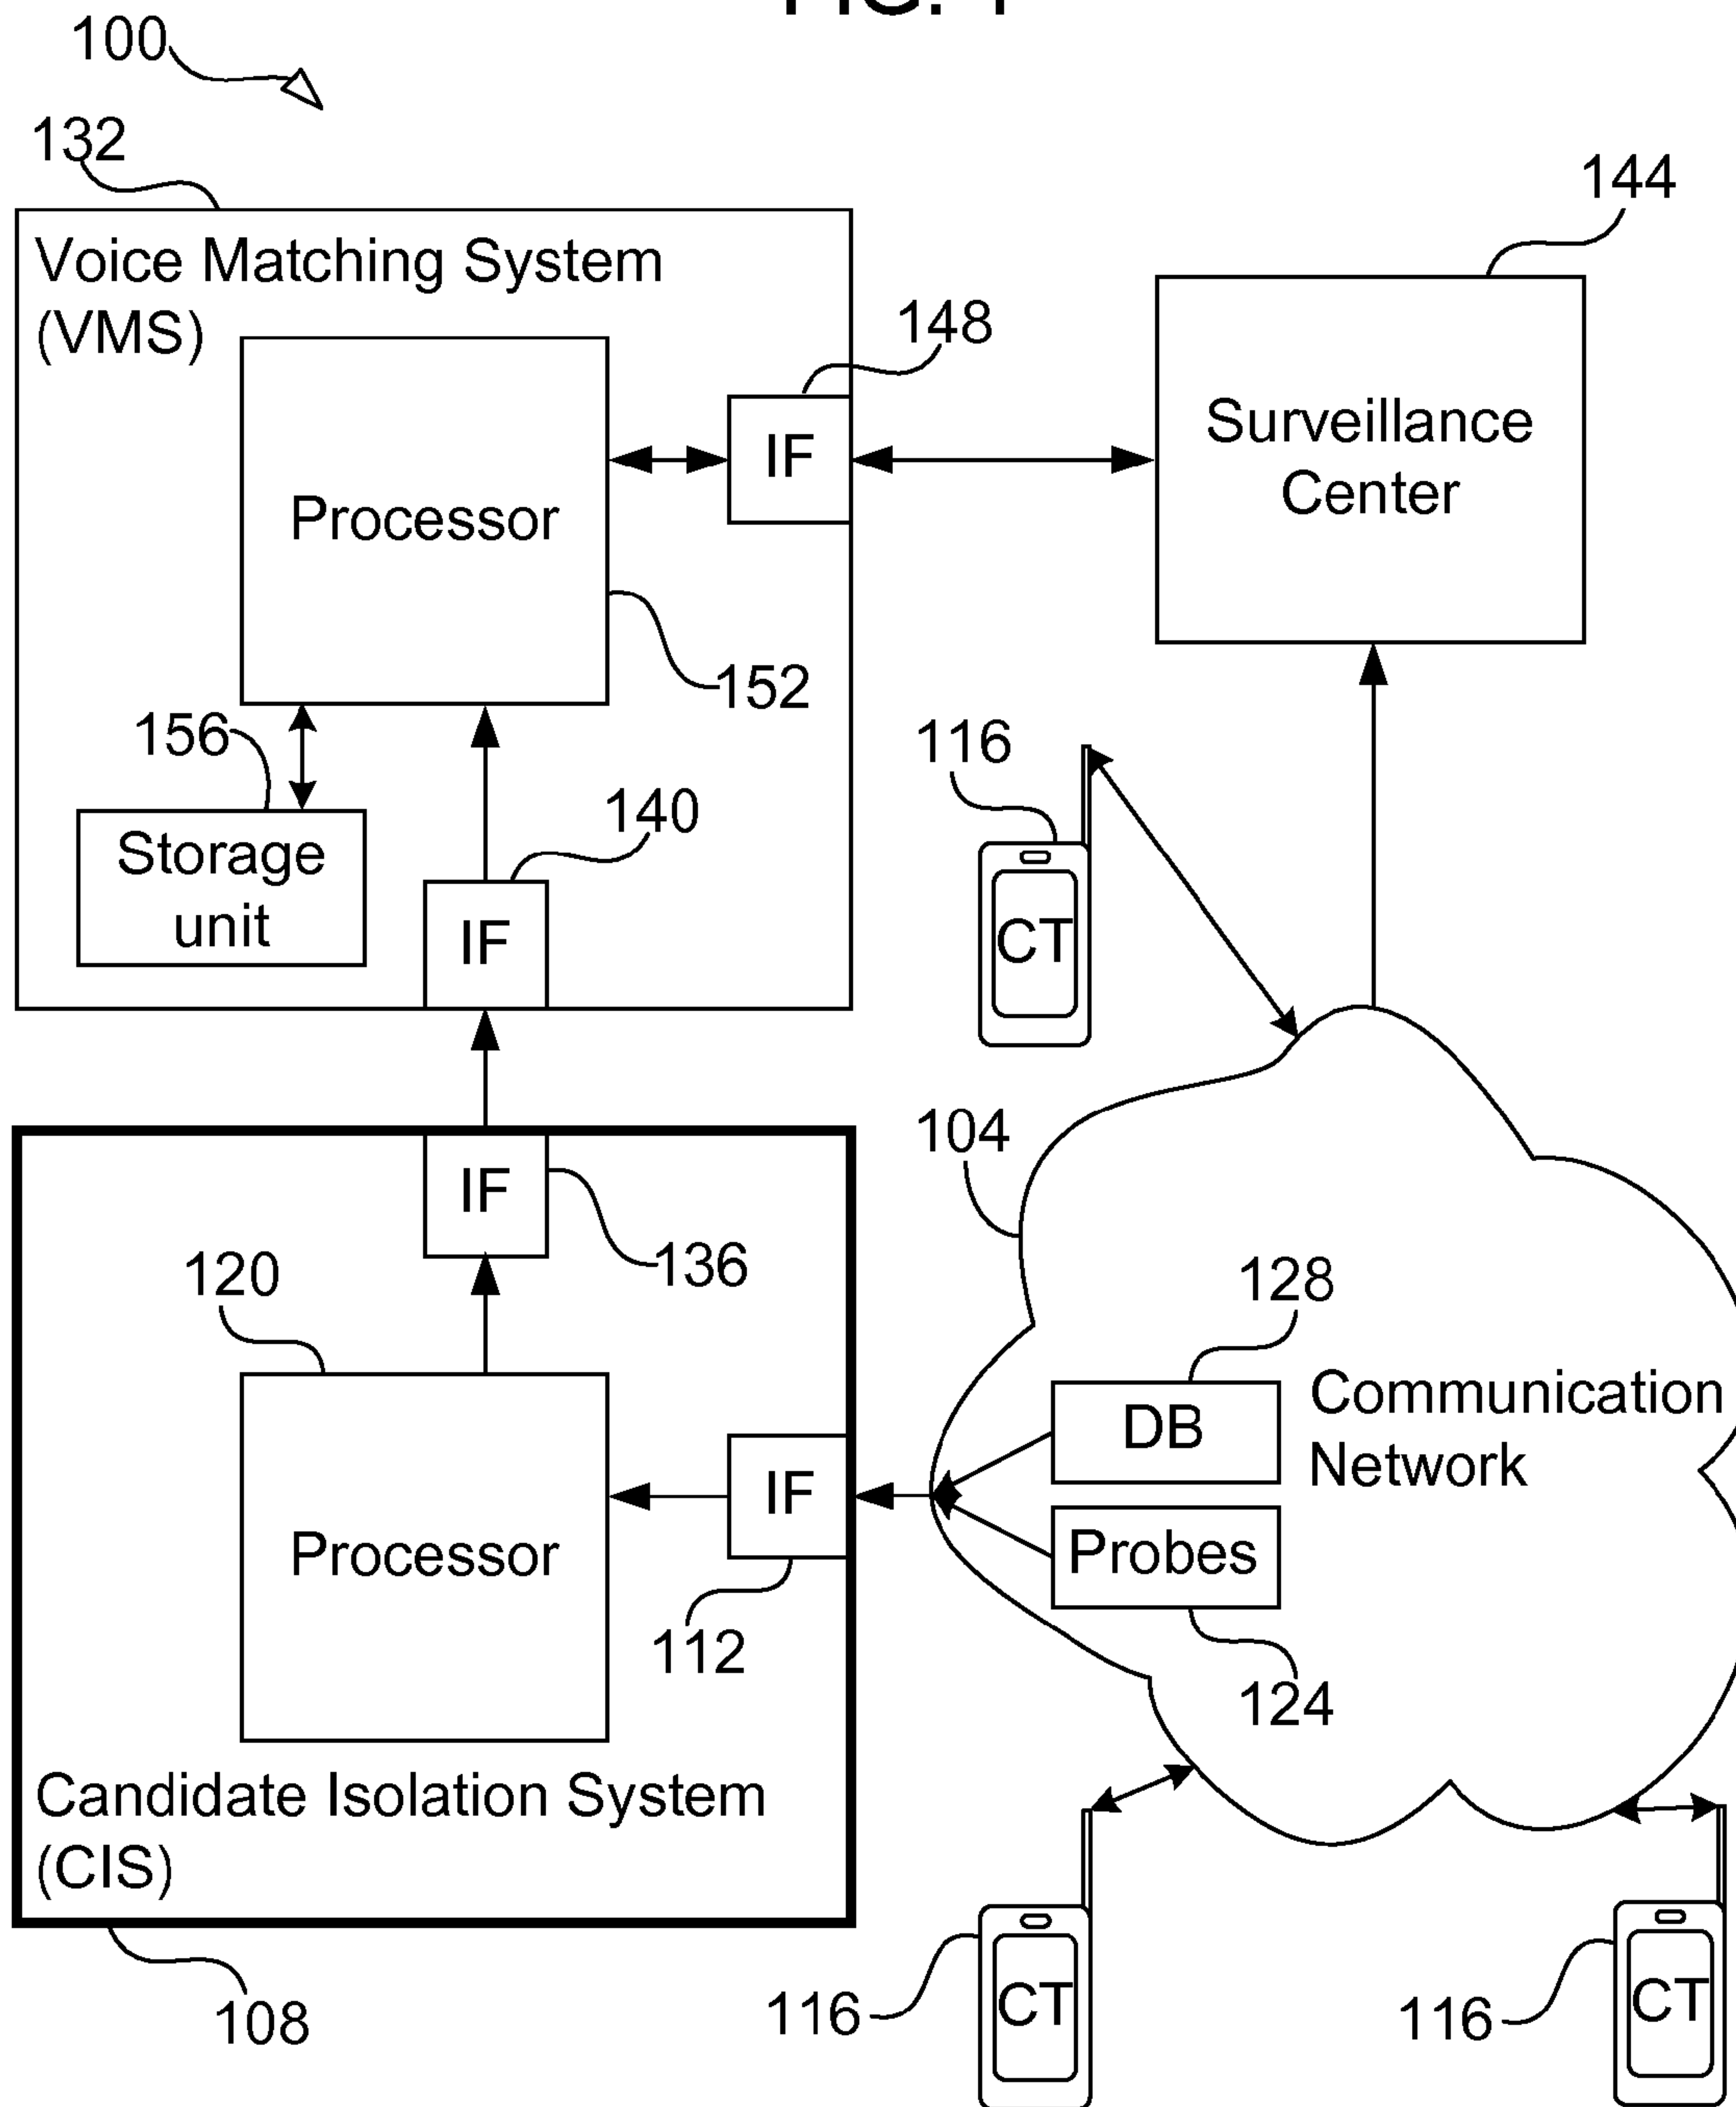 FIG. 1
100
132
144
Voice Matching System
(VMS)
148
IF
Surveillance
Center
Processor
152
156
116
140
Storage
unit
IF
CT
104
IF
136
120
128
DB
Communication
Network
IF
Processor
Probes
112
124
Candidate Isolation System
(CIS)
108
116
CT
116
CT